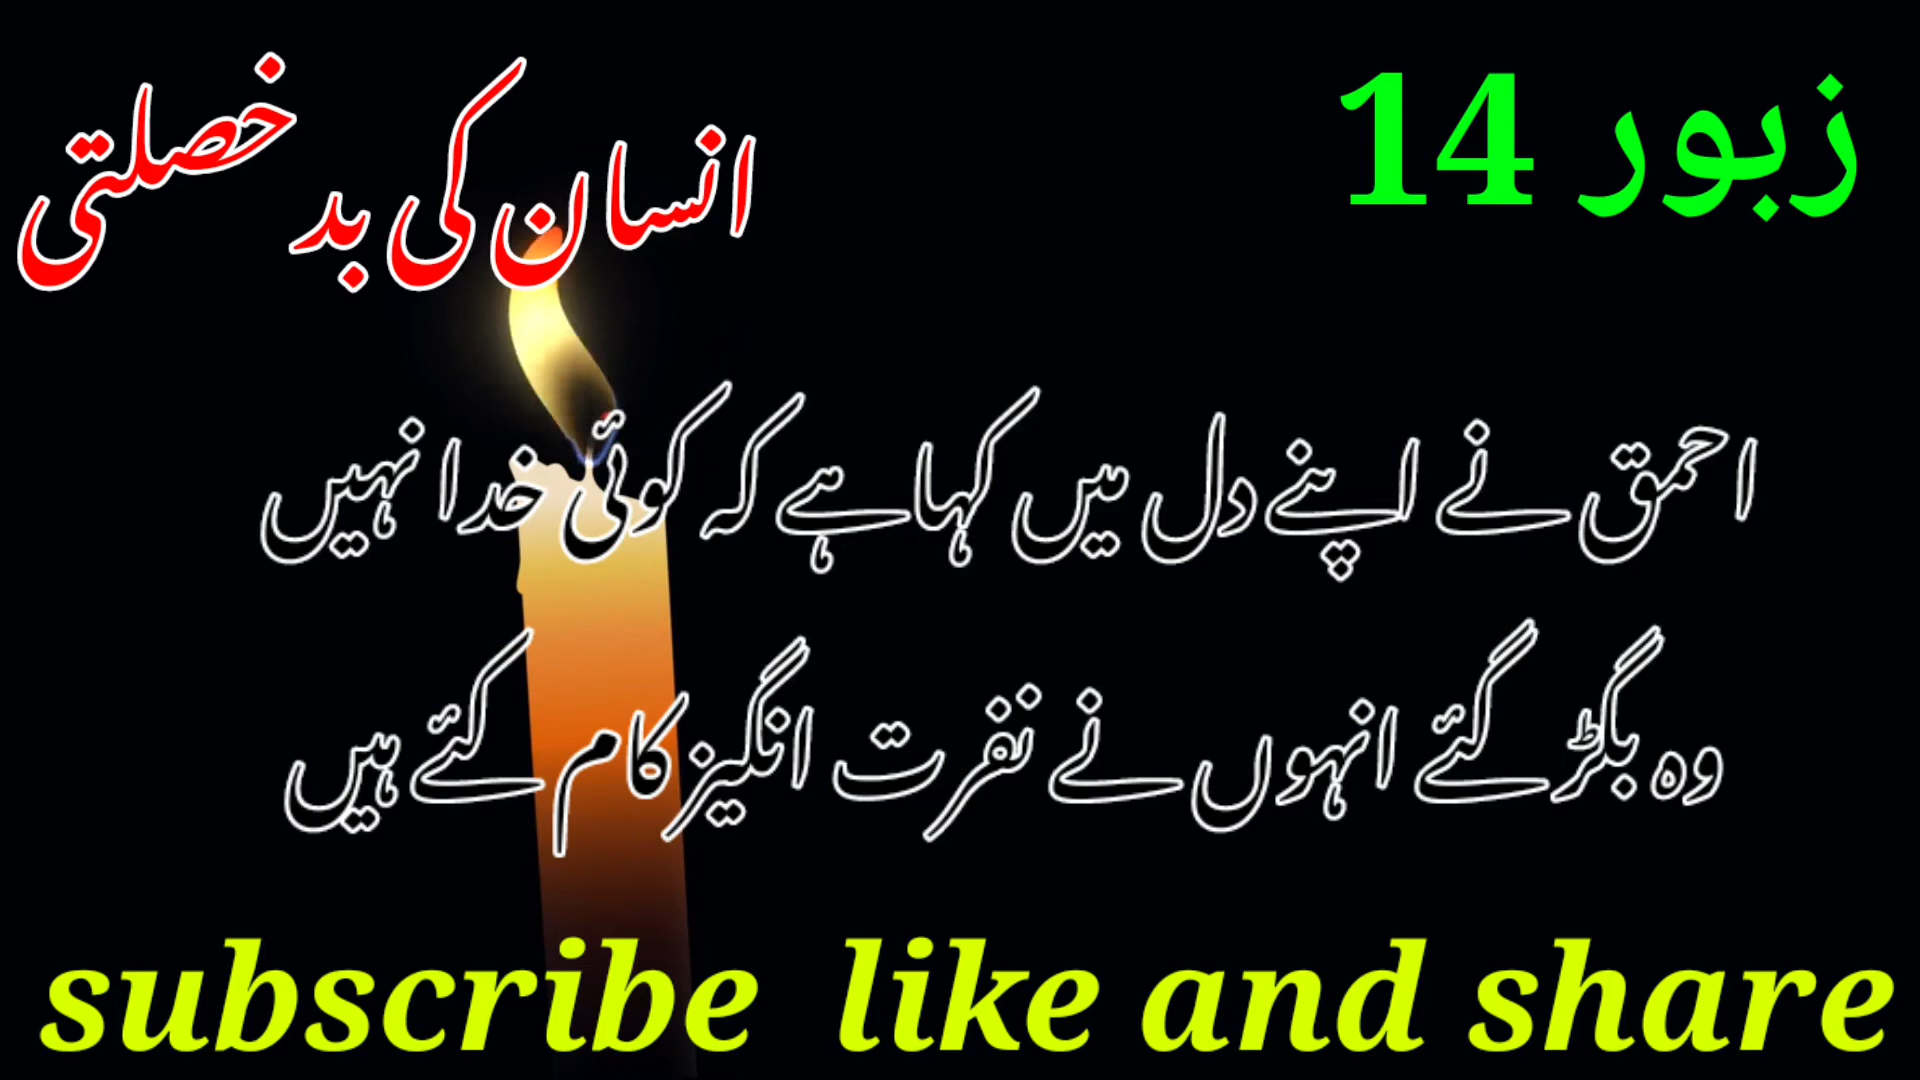 زبور 14
انسان کی بد خصلتی
احمق نے اپنے دل میں کہا ہے کہ کوئی خدا نہیں
وہ بگڑ گئے انہوں نے نفرت انگیز کام کئے ہیں
subscribe like and share